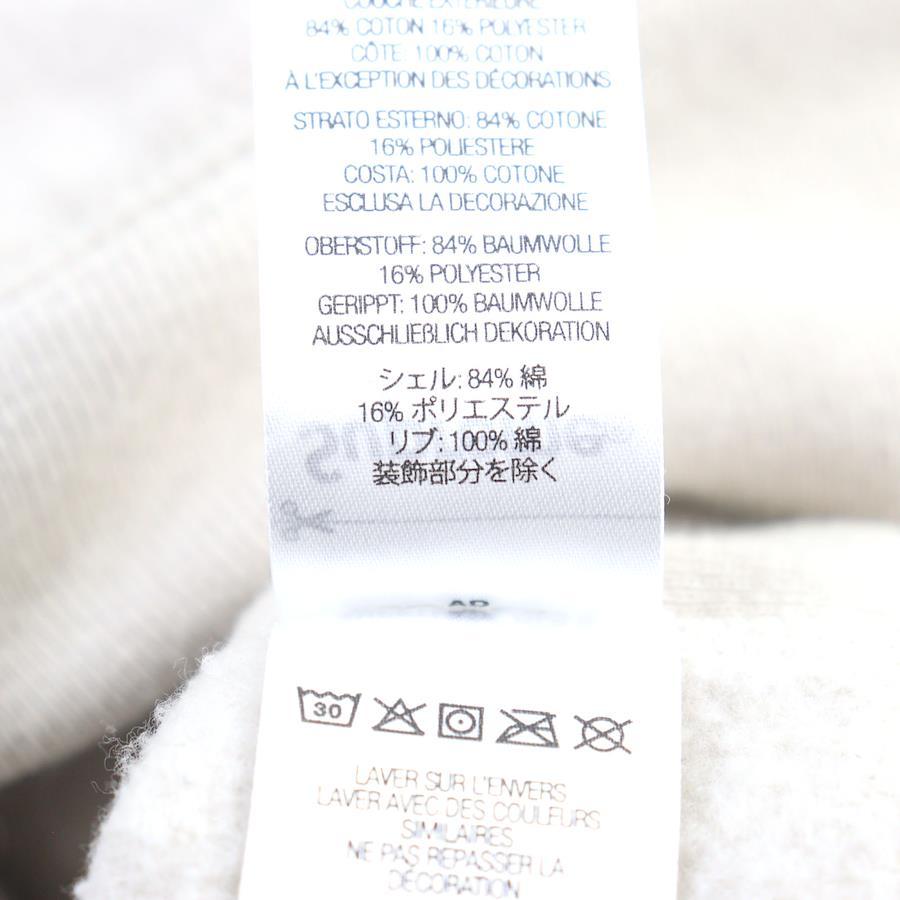 COUCHE EXTÉRIEURE
84% COTON 16% POLYESTER
CÔTE: 100% COTON
À L'EXCEPTION DES DÉCORATIONS
STRATO ESTERNO: 84% COTONE
16% POLIESTERE
COSTA: 100% COTONE
ESCLUSA LA DECORAZIONE
OBERSTOFF: 84% BAUMWOLLE
16% POLYESTER
GERIPPT: 100% BAUMWOLLE
AUSSCHLIEßLICH DEKORATION
シェル: 84% 綿
16% ポリエステル
リブ: 100% 綿
装飾部分を除く
30
LAVER SUR L'ENVERS
LAVER AVEC DES COULEURS
SIMILAIRES
NE PAS REPASSER LA
DÉCORATION